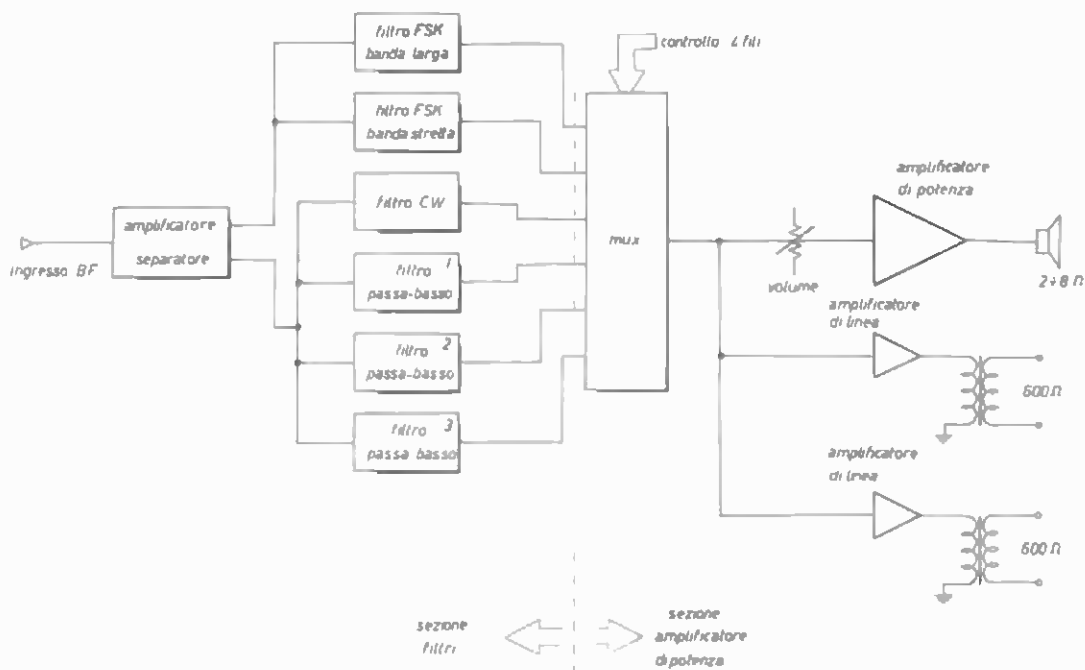 filtro FSK
banda larga
controllo 4 fili
filtro FSK
banda stretta
amplificatore
di potenza
filtro CW
amplificatore
separatore
mux
ingresso BF
filtro 1
passa-basso
volume
2÷8 Ω
amplificatore
di linea
filtro 2
passa-basso
600 Ω
filtro 3
passa basso
amplificatore
di linea
600 Ω
sezione
filtri
sezione
amplificatore
di potenza